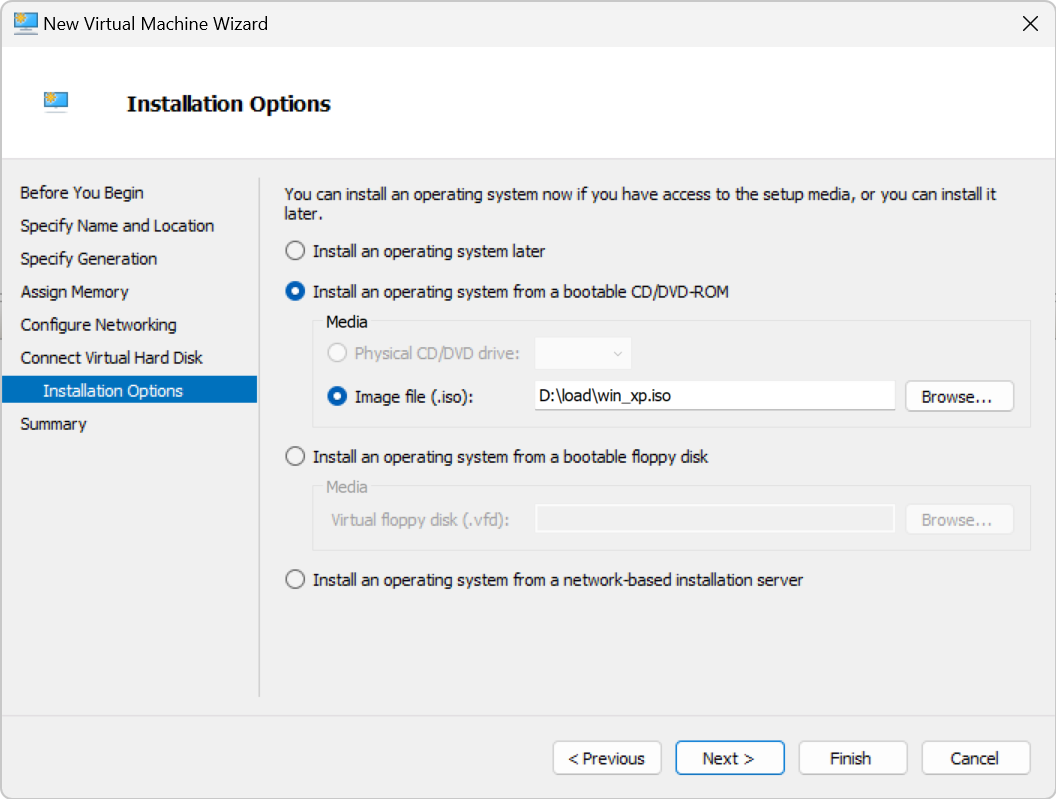 New Virtual Machine Wizard
Installation Options
Before You Begin
Specify Name and Location
Specify Generation
Assign Memory
Configure Networking
Connect Virtual Hard Disk
Installation Options
Summary
You can install an operating system now if you have access to the setup media, or you can install it
later.
Install an operating system later
Install an operating system from a bootable CD/DVD-ROM
Media
Physical CD/DVD drive:
Image file (.iso): D:\load\win_xp.iso Browse...
Install an operating system from a bootable floppy disk
Media
Virtual floppy disk (.vfd): Browse...
Install an operating system from a network-based installation server
< Previous Next > Finish Cancel